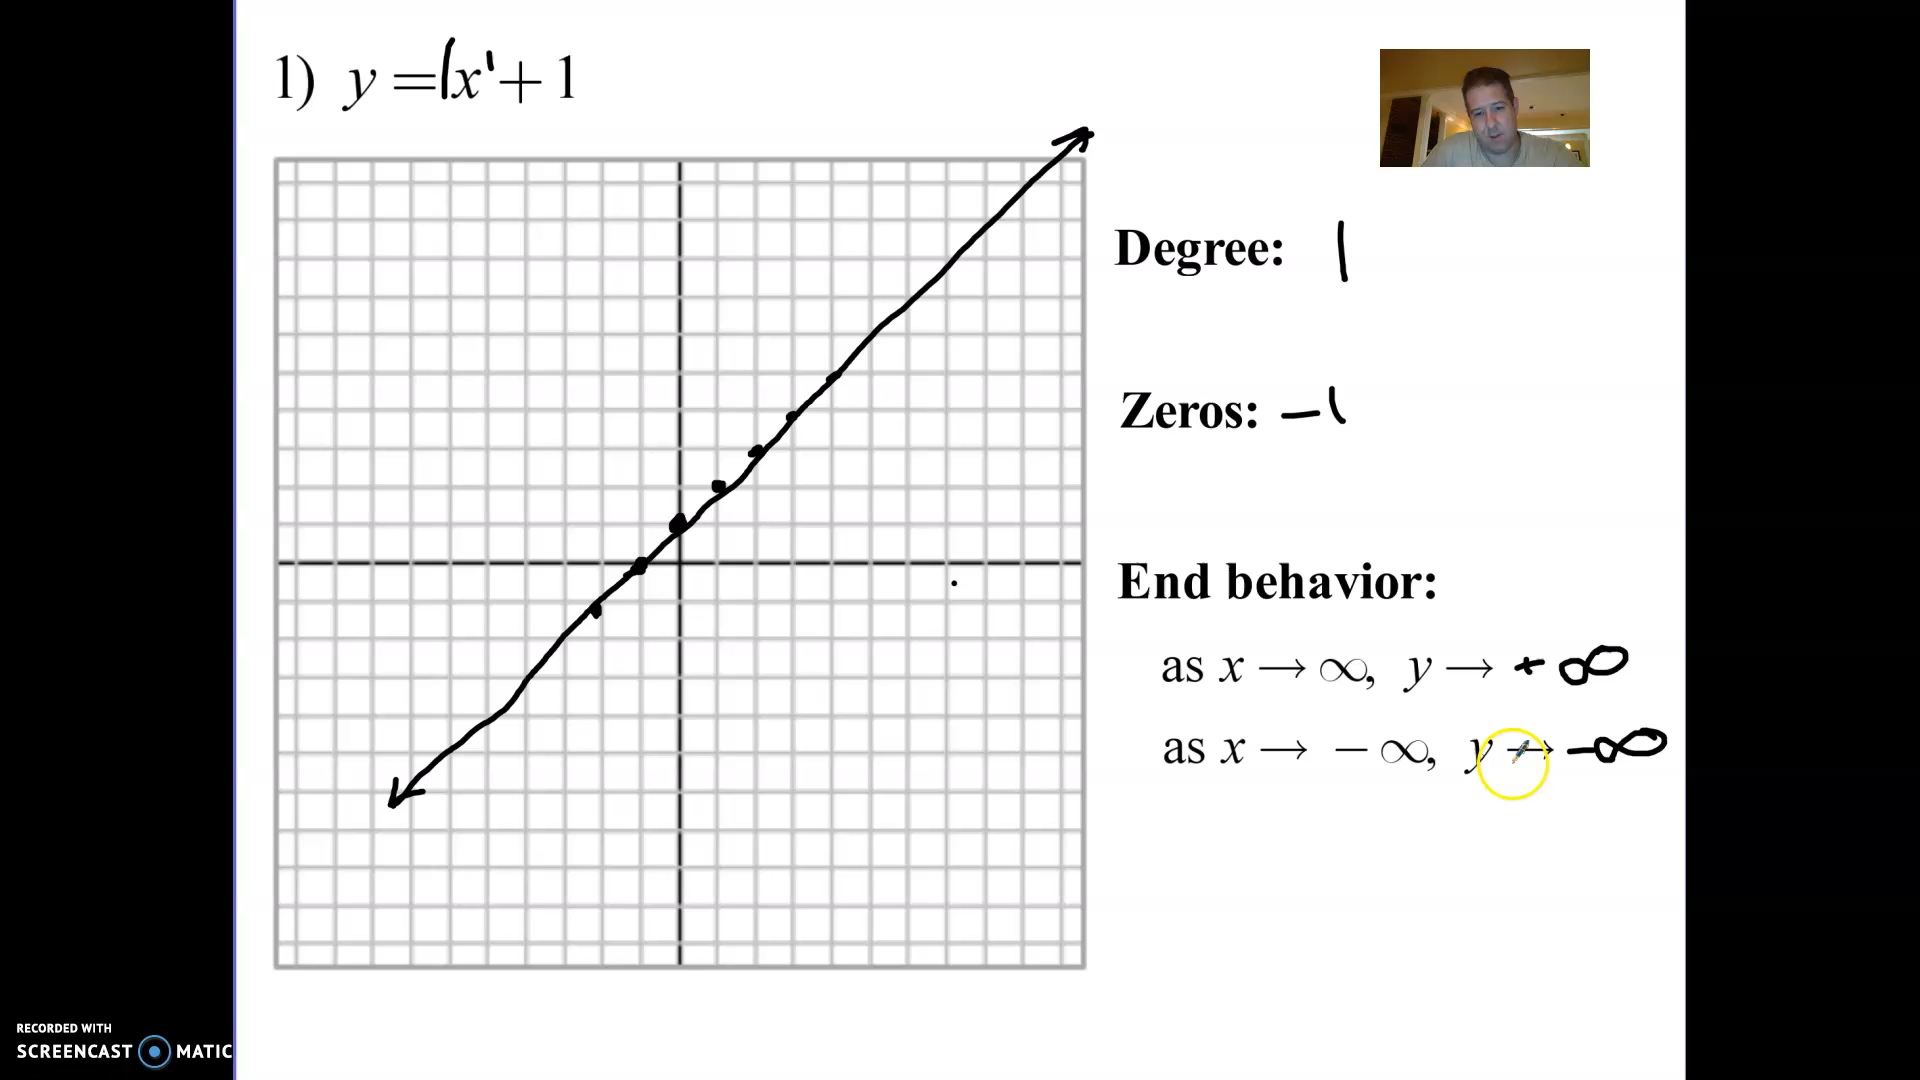 1) y = 1x¹ + 1
Degree: 1
Zeros: -1
End behavior:
as x → ∞, y → + ∞
as x → - ∞, y → -∞
RECORDED WITH
SCREENCAST MATIC